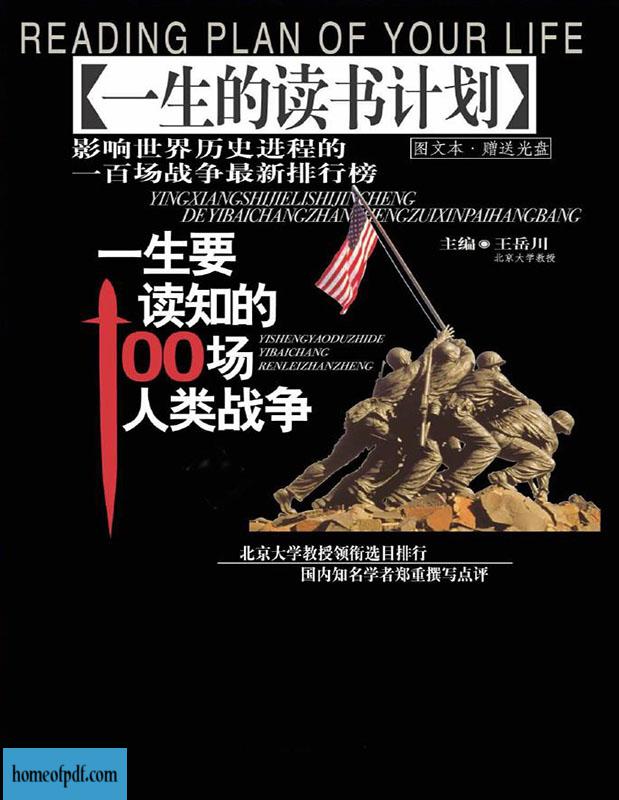 READING PLAN OF YOUR LIFE
【一生的读书计划】
影响世界历史进程的
一百场战争最新排行榜
图文本·赠送光盘
YINGXIANGSHIJIELISHIJINCHENG
DEYIBAICHANGZHANZHENGZUIXINPAIHANGBANG
主编◉王岳川
北京大学教授
一生要
读知的
100场
人类战争
YISHENGYAODUZHIDE
YIBAICHANG
RENLEIZHANZHENG
北京大学教授领衔选目排行
国内知名学者郑重撰写点评
homeofpdf.com